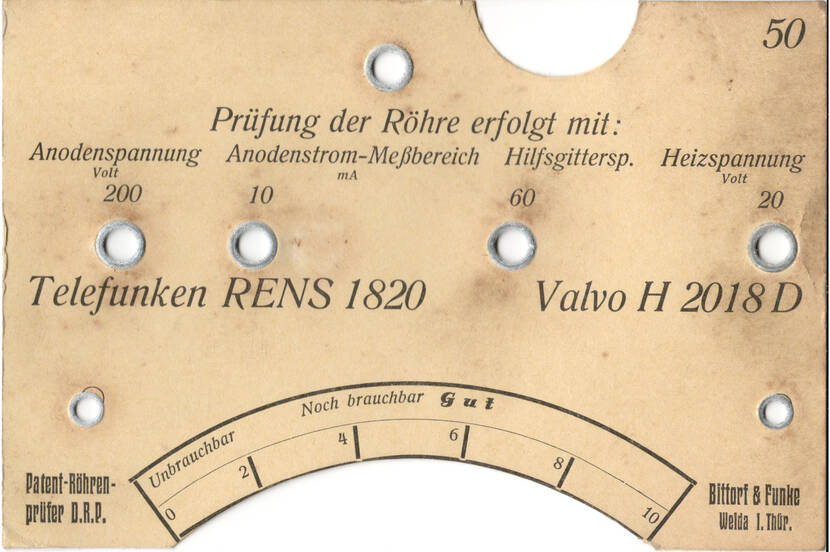 50
Prüfung der Röhre erfolgt mit:
Anodenspannung Anodenstrom-Meßbereich Hilfsgittersp. Heizspannung
Volt mA Volt
200 10 60 20
Telefunken RENS 1820 Valvo H 2018 D
Unbrauchbar Noch brauchbar Gut
0 2 4 6 8 10
Patent-Röhren-
prüfer D.R.P.
Bittorf & Funke
Weida i. Thür.